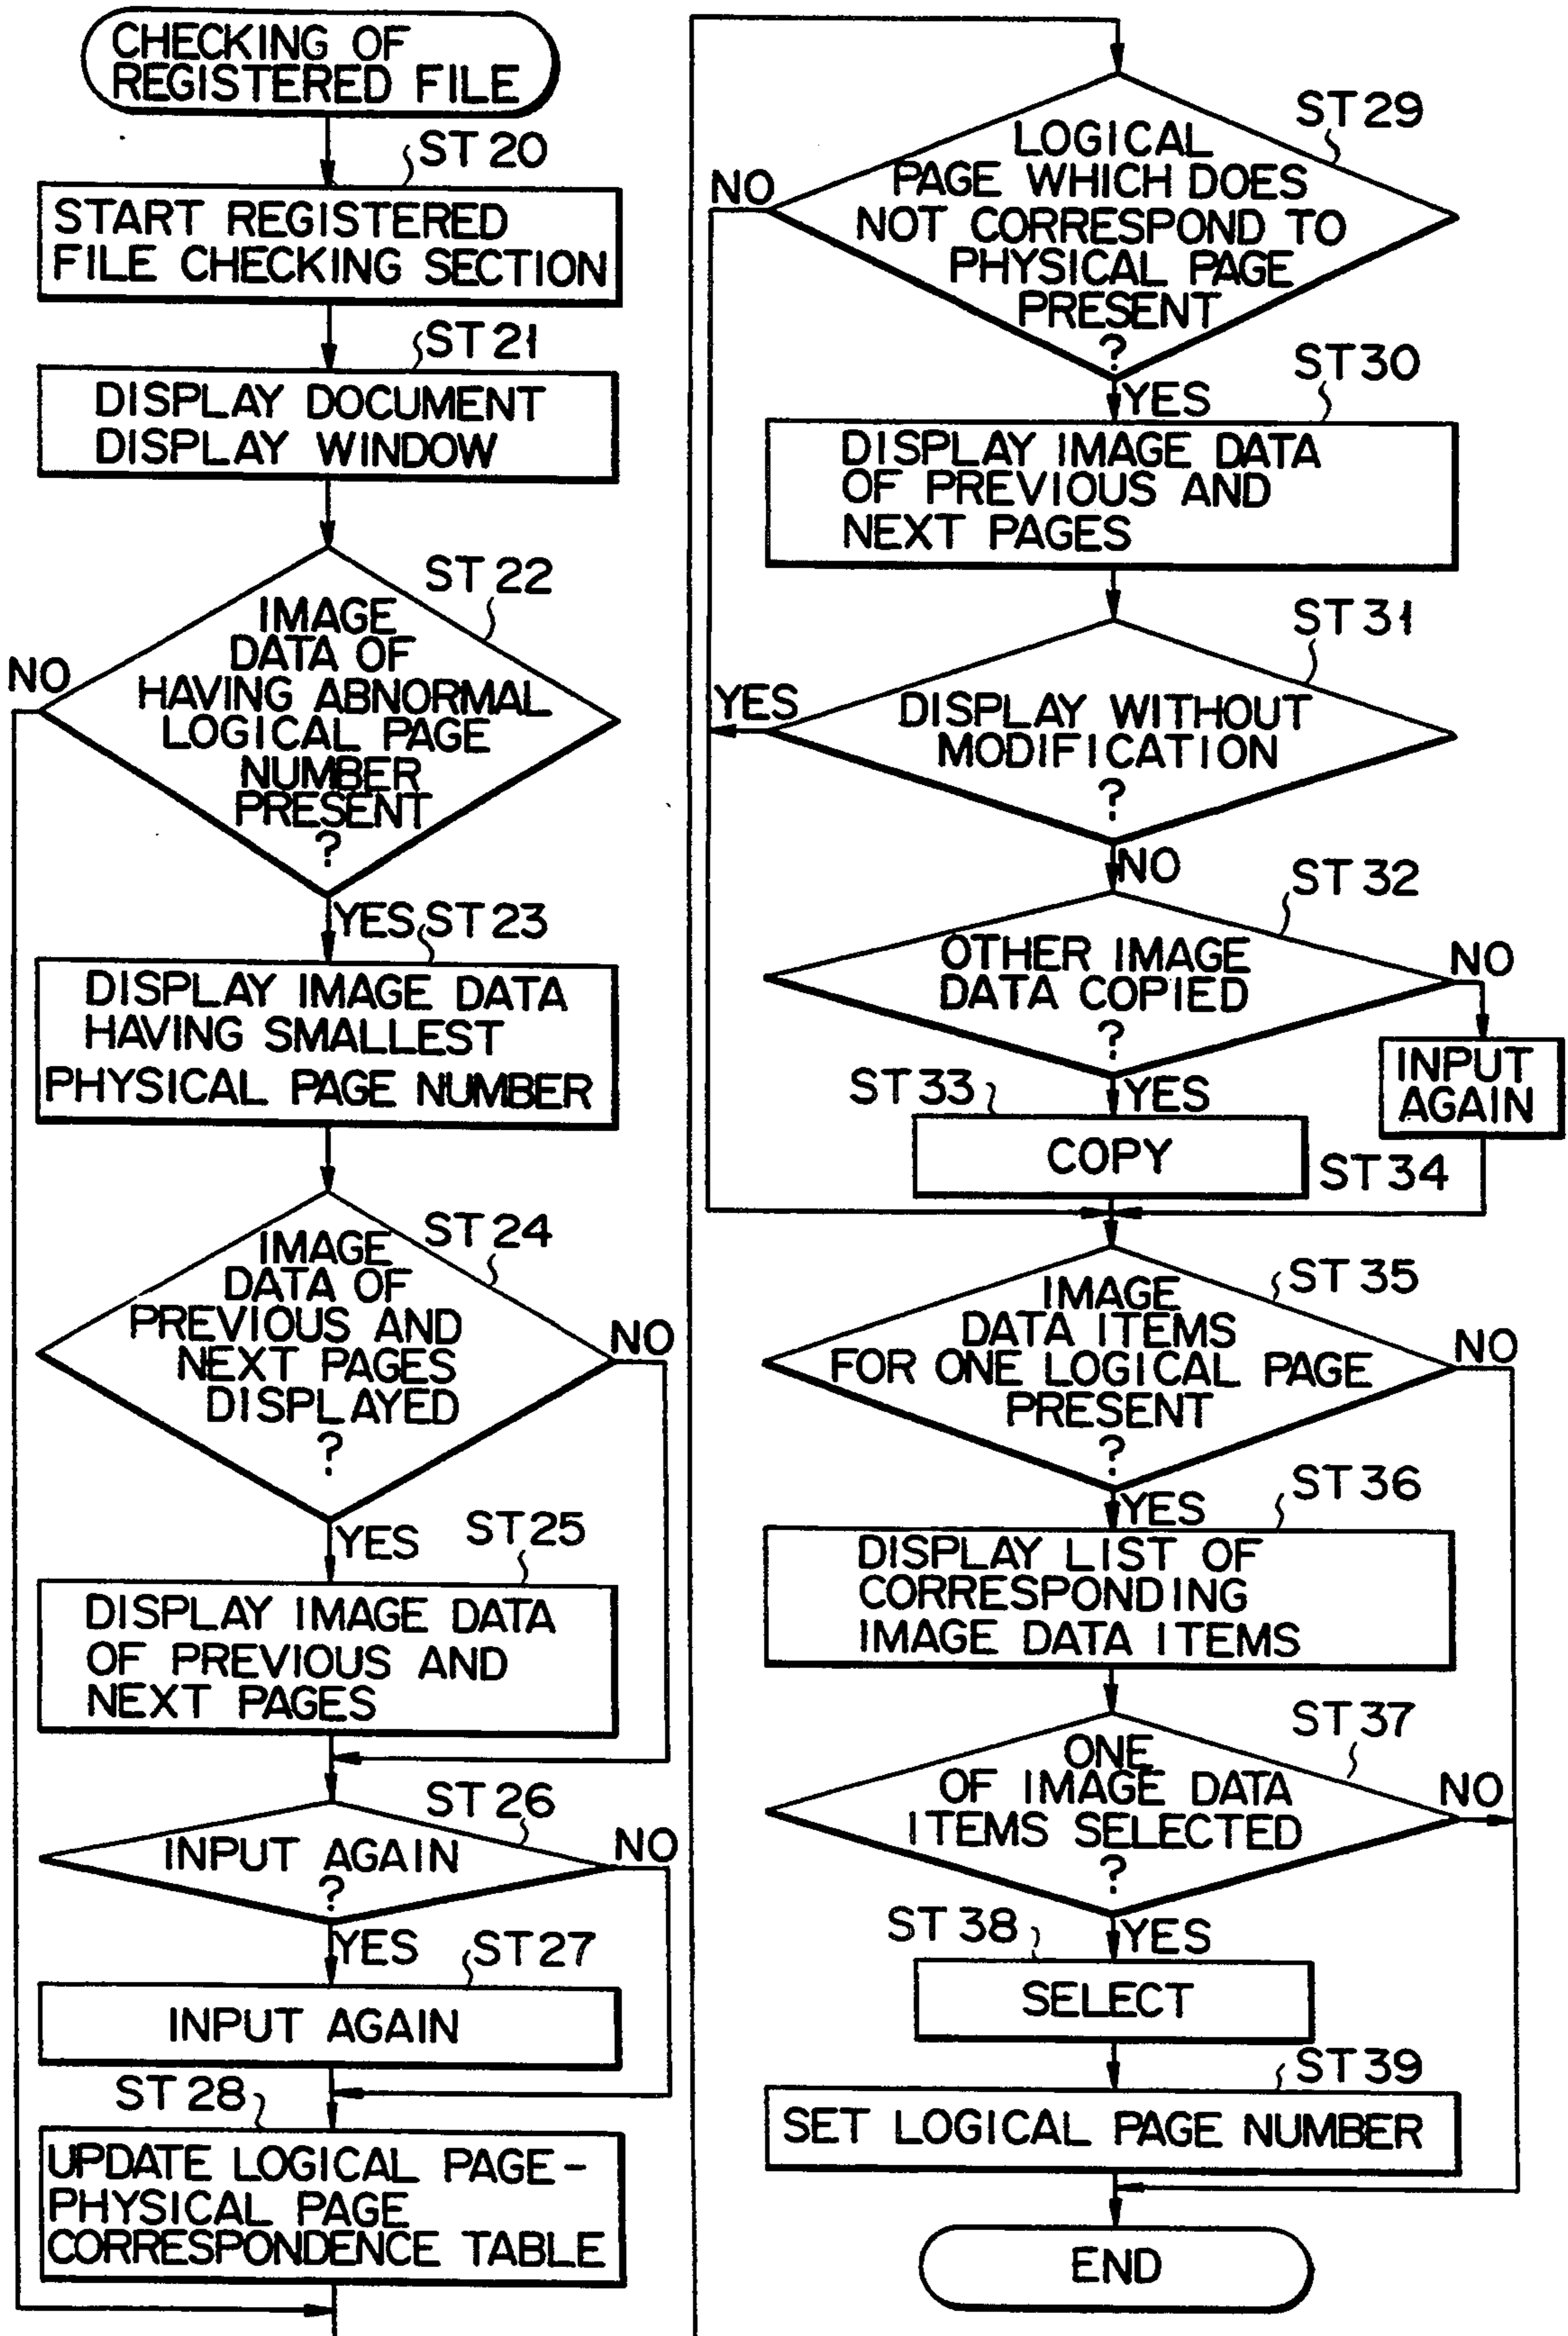 CHECKING OF
REGISTERED FILE
ST20
START REGISTERED
FILE CHECKING SECTION
ST21
DISPLAY DOCUMENT
DISPLAY WINDOW
ST22
IMAGE
DATA OF
HAVING ABNORMAL
LOGICAL PAGE
NUMBER
PRESENT
?
NO
YES
ST23
DISPLAY IMAGE DATA
HAVING SMALLEST
PHYSICAL PAGE NUMBER
ST24
IMAGE
DATA OF
PREVIOUS AND
NEXT PAGES
DISPLAYED
?
NO
YES
ST25
DISPLAY IMAGE DATA
OF PREVIOUS AND
NEXT PAGES
ST26
INPUT AGAIN
?
NO
YES
ST27
INPUT AGAIN
ST28
UPDATE LOGICAL PAGE-
PHYSICAL PAGE
CORRESPONDENCE TABLE
ST29
LOGICAL
PAGE WHICH DOES
NOT CORRESPOND TO
PHYSICAL PAGE
PRESENT
?
NO
YES
ST30
DISPLAY IMAGE DATA
OF PREVIOUS AND
NEXT PAGES
ST31
DISPLAY WITHOUT
MODIFICATION
?
YES
NO
ST32
OTHER IMAGE
DATA COPIED
?
NO
YES
INPUT
AGAIN
ST33
COPY
ST34
ST35
IMAGE
DATA ITEMS
FOR ONE LOGICAL PAGE
PRESENT
?
NO
YES
ST36
DISPLAY LIST OF
CORRESPONDING
IMAGE DATA ITEMS
ST37
ONE
OF IMAGE DATA
ITEMS SELECTED
?
NO
YES
ST38
SELECT
ST39
SET LOGICAL PAGE NUMBER
END